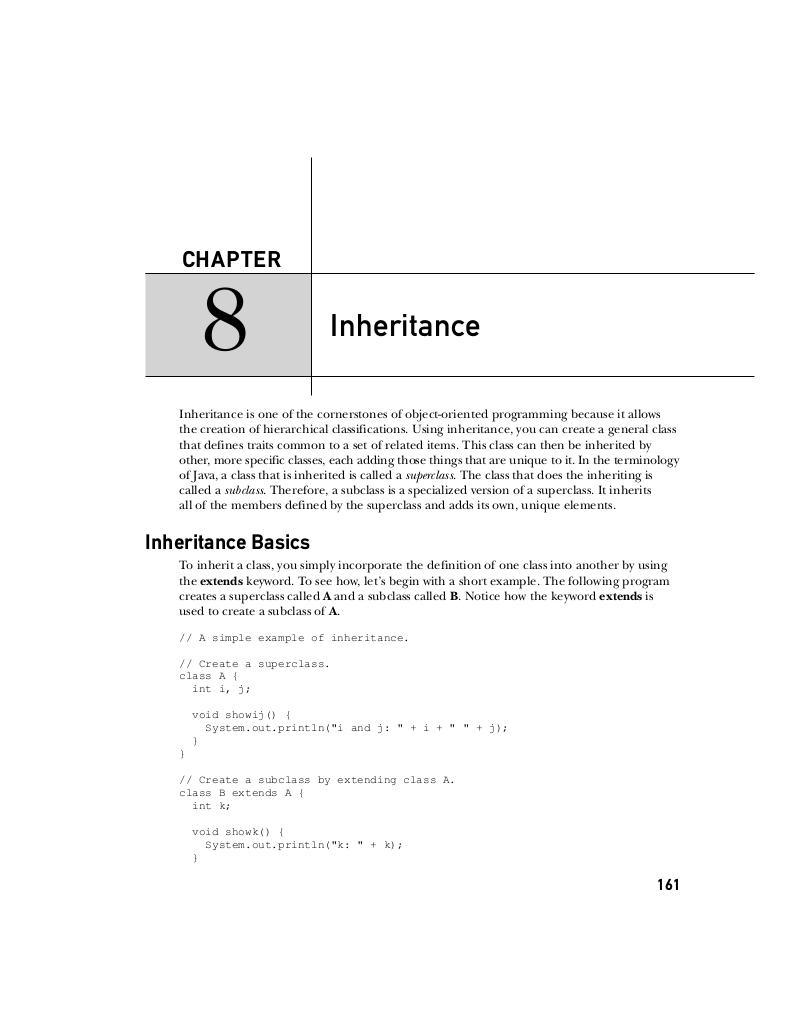 CHAPTER
8
Inheritance
Inheritance is one of the cornerstones of object-oriented programming because it allows
the creation of hierarchical classifications. Using inheritance, you can create a general class
that defines traits common to a set of related items. This class can then be inherited by
other, more specific classes, each adding those things that are unique to it. In the terminology
of Java, a class that is inherited is called a superclass. The class that does the inheriting is
called a subclass. Therefore, a subclass is a specialized version of a superclass. It inherits
all of the members defined by the superclass and adds its own, unique elements.
Inheritance Basics
To inherit a class, you simply incorporate the definition of one class into another by using
the extends keyword. To see how, let’s begin with a short example. The following program
creates a superclass called A and a subclass called B. Notice how the keyword extends is
used to create a subclass of A.
// A simple example of inheritance.
// Create a superclass.
class A {
  int i, j;
  void showij() {
    System.out.println("i and j: " + i + " " + j);
  }
}
// Create a subclass by extending class A.
class B extends A {
  int k;
  void showk() {
    System.out.println("k: " + k);
  }
161